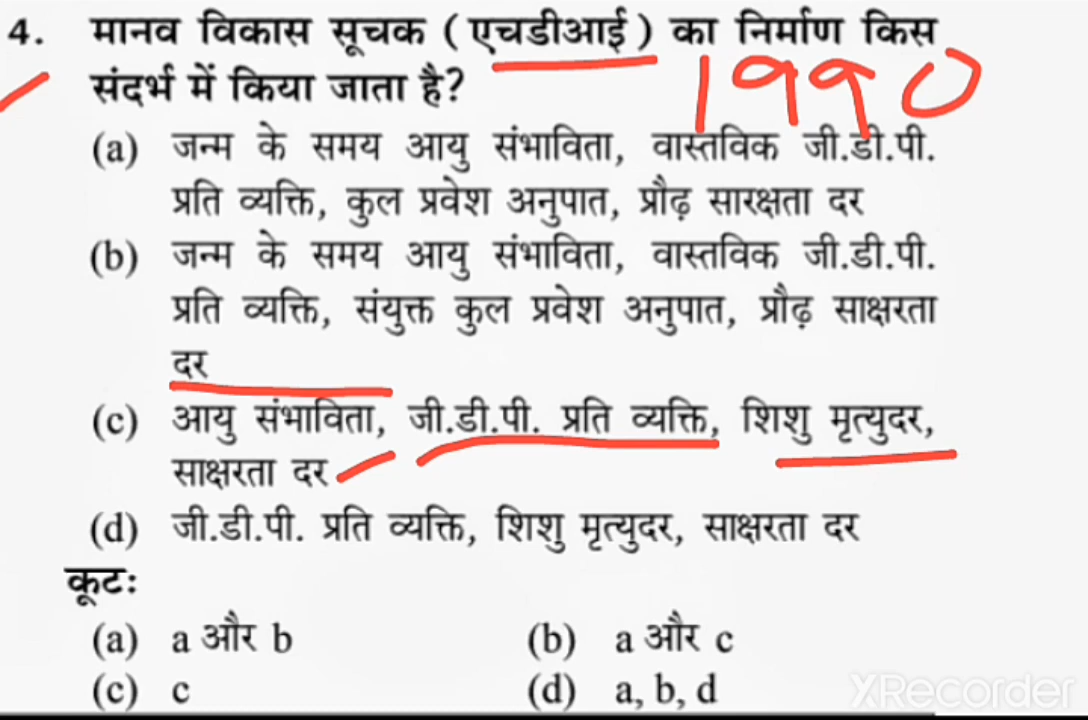 4. मानव विकास सूचक ( एचडीआई ) का निर्माण किस
संदर्भ में किया जाता है?
1990
(a) जन्म के समय आयु संभाविता, वास्तविक जी.डी.पी.
प्रति व्यक्ति, कुल प्रवेश अनुपात, प्रौढ़ सारक्षता दर
(b) जन्म के समय आयु संभाविता, वास्तविक जी.डी.पी.
प्रति व्यक्ति, संयुक्त कुल प्रवेश अनुपात, प्रौढ़ साक्षरता
दर
(c) आयु संभाविता, जी.डी.पी. प्रति व्यक्ति, शिशु मृत्युदर,
साक्षरता दर
(d) जी.डी.पी. प्रति व्यक्ति, शिशु मृत्युदर, साक्षरता दर
कूटः
(a) a और b (b) a और c
(c) c (d) a, b, d
XRecorder